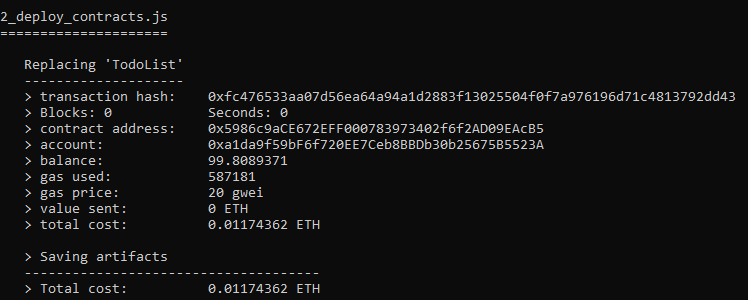 2_deploy_contracts.js
=====================
Replacing 'TodoList'
--------------------
> transaction hash: 0xfc476533aa07d56ea64a94a1d2883f13025504f0f7a976196d71c4813792dd43
> Blocks: 0 Seconds: 0
> contract address: 0x5986c9aCE672EFF000783973402f6f2AD09EAcB5
> account: 0xa1da9f59bF6f720EE7Ceb8BBDb30b25675B5523A
> balance: 99.8089371
> gas used: 587181
> gas price: 20 gwei
> value sent: 0 ETH
> total cost: 0.01174362 ETH
> Saving artifacts
-------------------------------------
> Total cost: 0.01174362 ETH